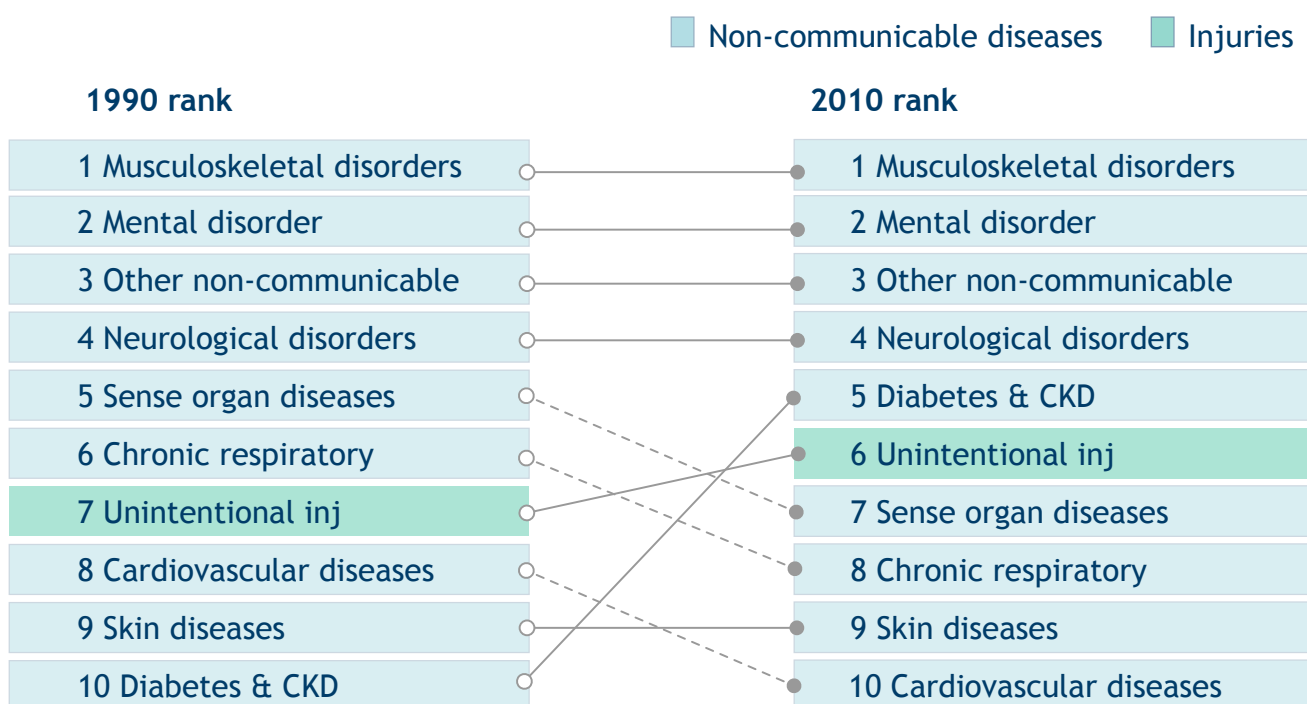 Non-communicable diseases Injuries
1990 rank
1 Musculoskeletal disorders
2 Mental disorder
3 Other non-communicable
4 Neurological disorders
5 Sense organ diseases
6 Chronic respiratory
7 Unintentional inj
8 Cardiovascular diseases
9 Skin diseases
10 Diabetes & CKD
2010 rank
1 Musculoskeletal disorders
2 Mental disorder
3 Other non-communicable
4 Neurological disorders
5 Diabetes & CKD
6 Unintentional inj
7 Sense organ diseases
8 Chronic respiratory
9 Skin diseases
10 Cardiovascular diseases